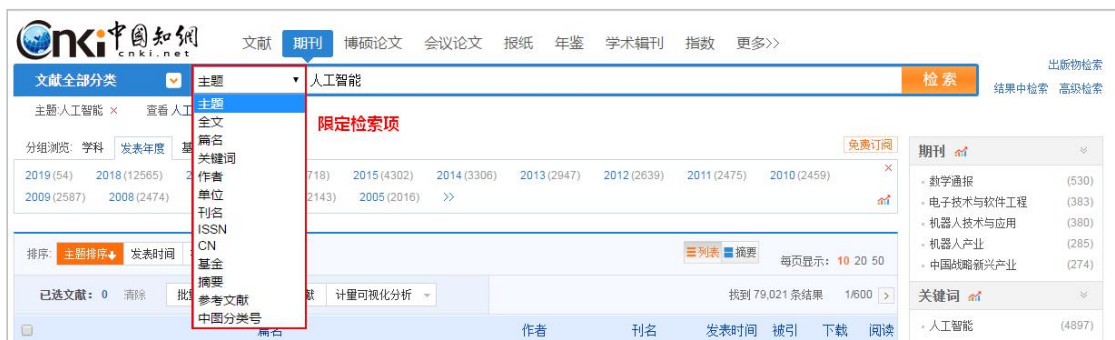 Cnki 中国知网
cnki.net
文献 期刊 博硕论文 会议论文 报纸 年鉴 学术辑刊 指数 更多>>
出版物检索
文献全部分类 主题 人工智能 检索 结果中检索 高级检索
主题:人工智能 × 查看 人工
主题
全文
篇名
关键词
作者
单位
刊名
ISSN
CN
基金
摘要
参考文献
中图分类号
限定检索项
分组浏览: 学科 发表年度 基 免费订阅
2019(54) 2018(12565) 2 718) 2015(4302) 2014(3306) 2013(2947) 2012(2639) 2011(2475) 2010(2459) ×
2009(2587) 2008(2474) 2143) 2005(2016) >>
排序: 主题排序 发表时间 列表 摘要 每页显示: 10 20 50
已选文献: 0 清除 批 献 计量可视化分析 找到 79,021 条结果 1/600 >
篇名 作者 刊名 发表时间 被引 下载 阅读
期刊
数学通报 (530)
电子技术与软件工程 (383)
机器人技术与应用 (380)
机器人产业 (285)
中国战略新兴产业 (274)
关键词
人工智能 (4897)